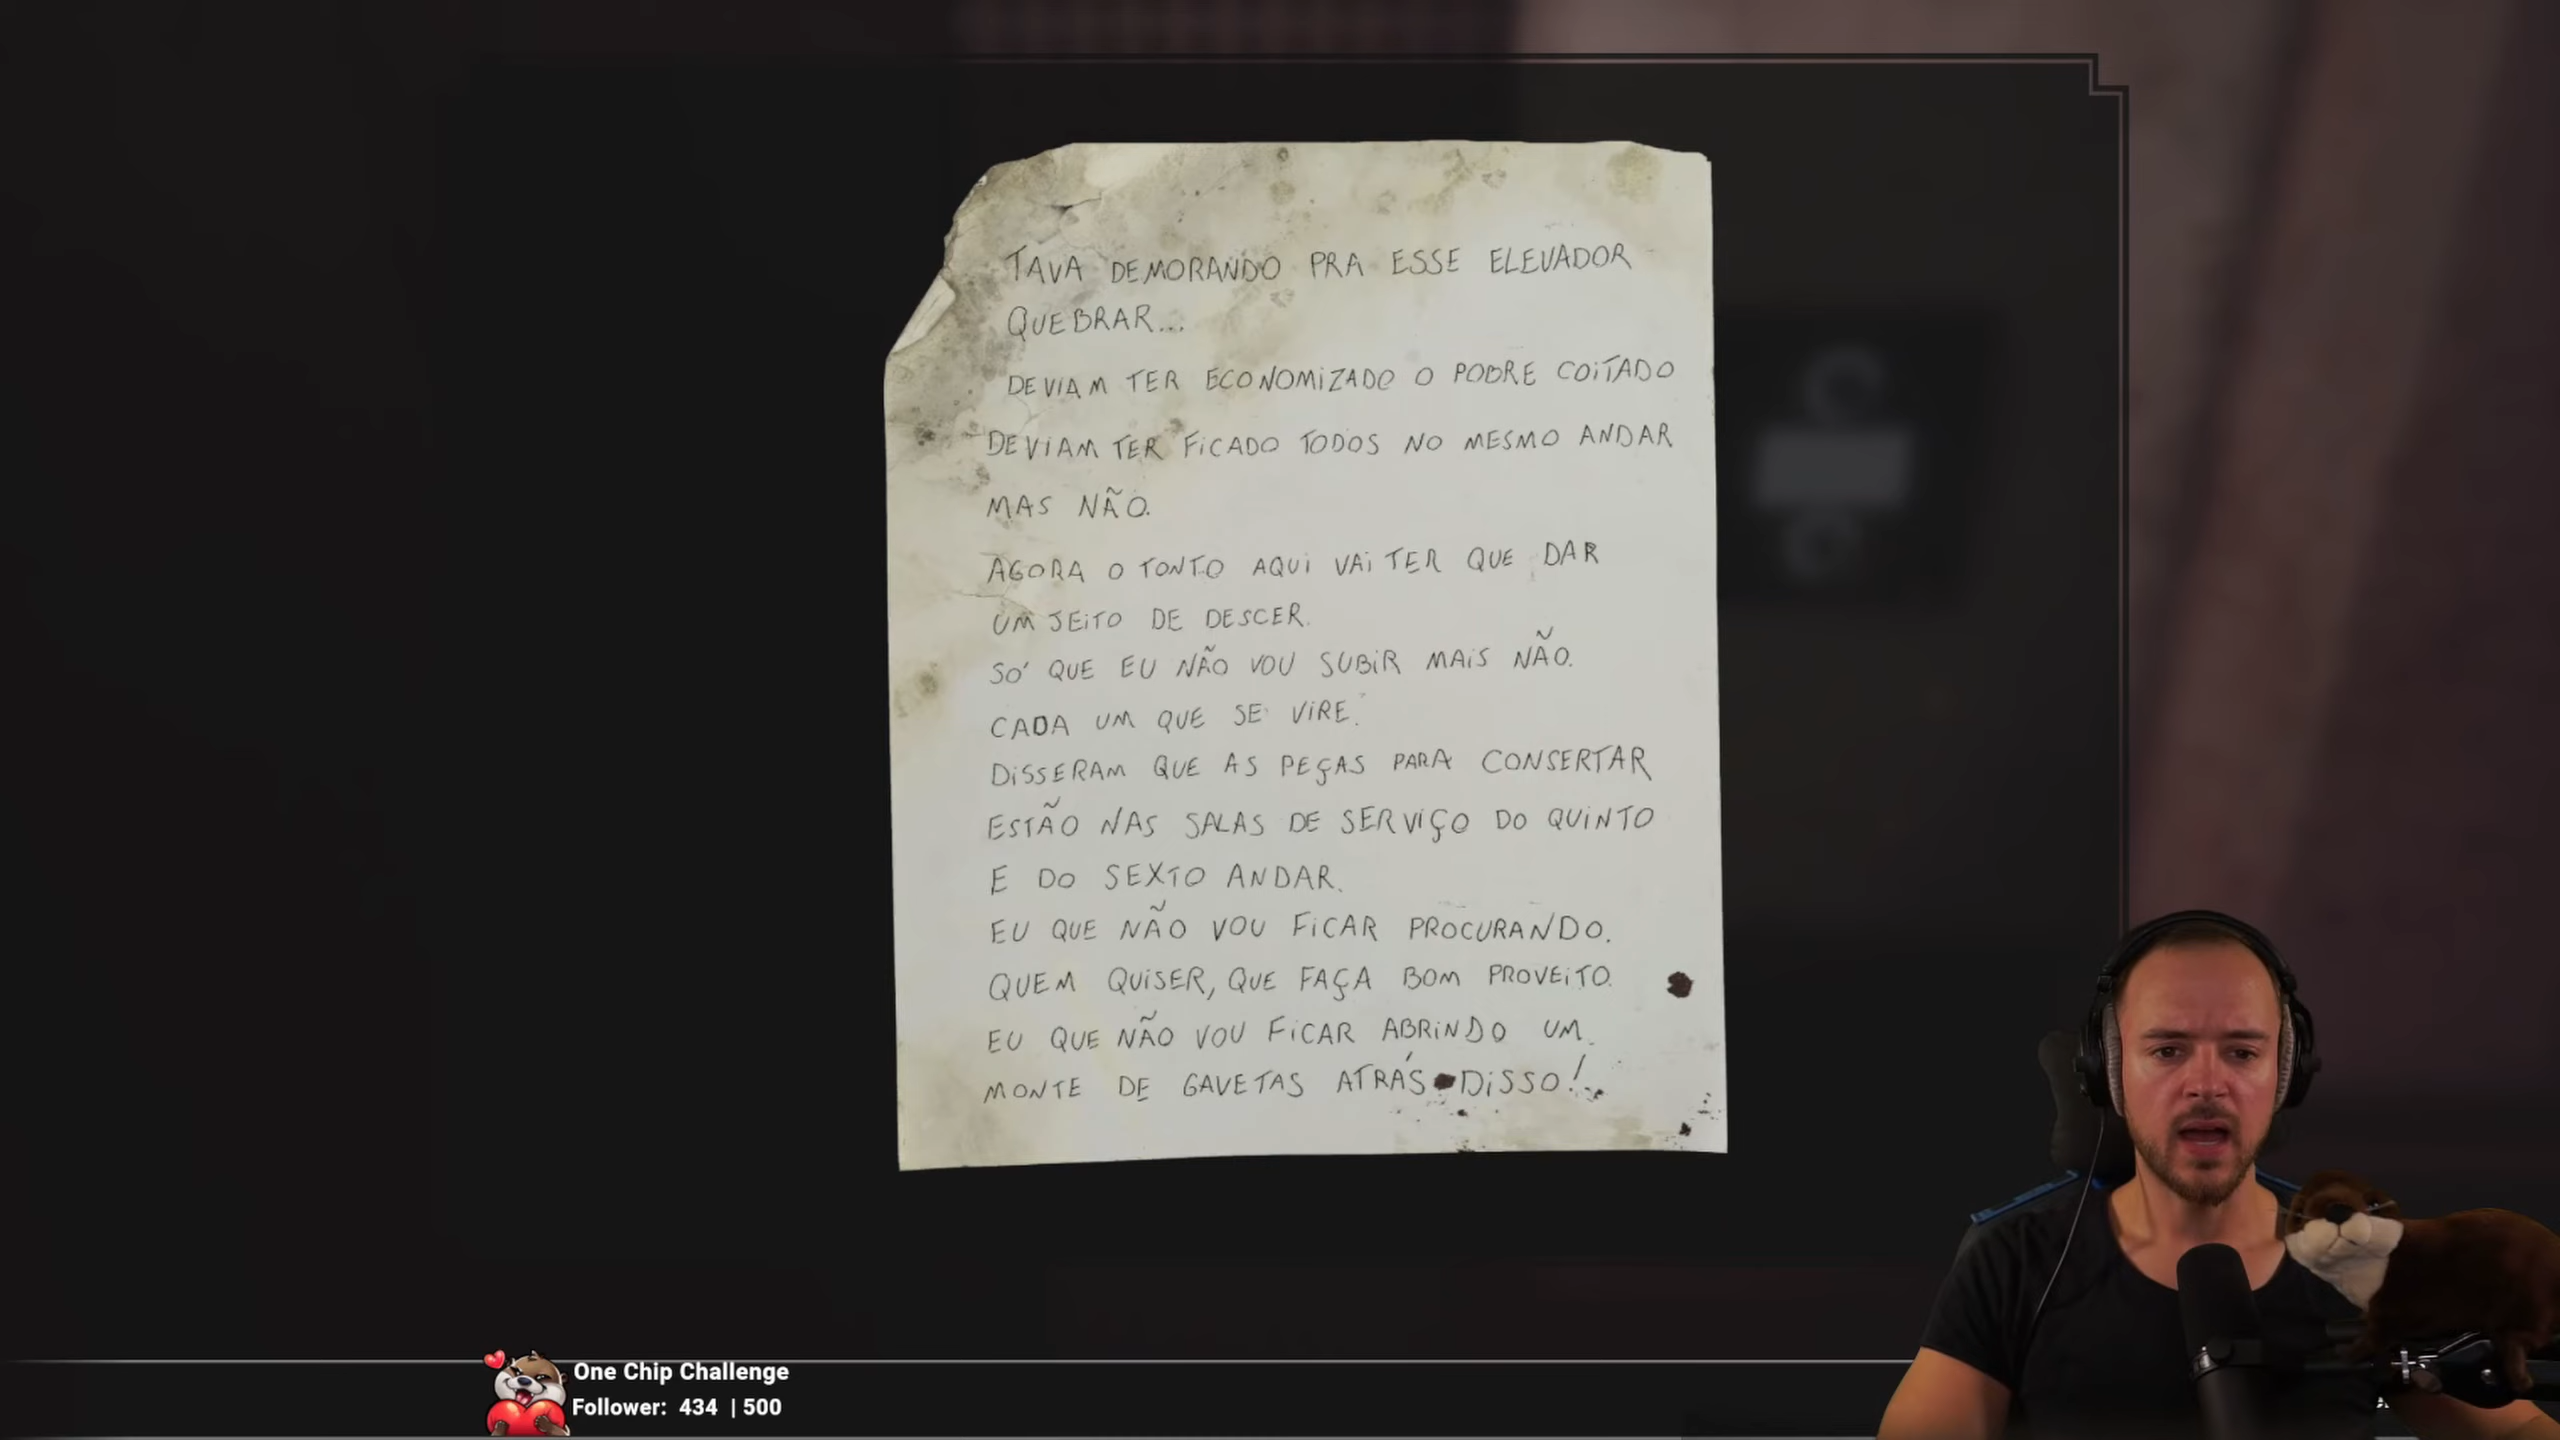 TAVA DEMORANDO PRA ESSE ELEVADOR
QUEBRAR...
DEVIAM TER ECONOMIZADO O POBRE COITADO
DEVIAM TER FICADO TODOS NO MESMO ANDAR
MAS NÃO.
AGORA O TONTO AQUI VAI TER QUE DAR
UM JEITO DE DESCER.
SÓ QUE EU NÃO VOU SUBIR MAIS NÃO.
CADA UM QUE SE VIRE.
DISSERAM QUE AS PEÇAS PARA CONSERTAR
ESTÃO NAS SALAS DE SERVIÇO DO QUINTO
E DO SEXTO ANDAR.
EU QUE NÃO VOU FICAR PROCURANDO.
QUEM QUISER, QUE FAÇA BOM PROVEITO.
EU QUE NÃO VOU FICAR ABRINDO UM
MONTE DE GAVETAS ATRÁS DISSO!
One Chip Challenge
Follower: 434 | 500